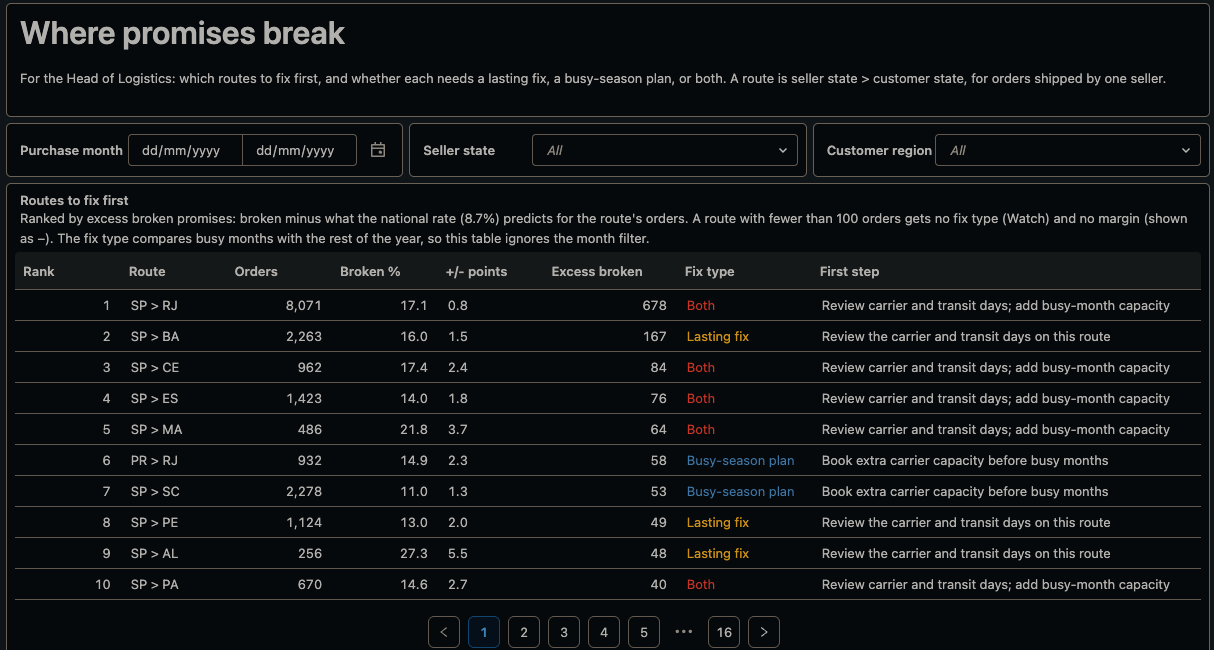 Where promises break
For the Head of Logistics: which routes to fix first, and whether each needs a lasting fix, a busy-season plan, or both. A route is seller state > customer state, for orders shipped by one seller.
Purchase month dd/mm/yyyy dd/mm/yyyy
Seller state All
Customer region All
Routes to fix first
Ranked by excess broken promises: broken minus what the national rate (8.7%) predicts for the route's orders. A route with fewer than 100 orders gets no fix type (Watch) and no margin (shown
as –). The fix type compares busy months with the rest of the year, so this table ignores the month filter.
Rank Route Orders Broken % +/- points Excess broken Fix type First step
1 SP > RJ 8,071 17.1 0.8 678 Both Review carrier and transit days; add busy-month capacity
2 SP > BA 2,263 16.0 1.5 167 Lasting fix Review the carrier and transit days on this route
3 SP > CE 962 17.4 2.4 84 Both Review carrier and transit days; add busy-month capacity
4 SP > ES 1,423 14.0 1.8 76 Both Review carrier and transit days; add busy-month capacity
5 SP > MA 486 21.8 3.7 64 Both Review carrier and transit days; add busy-month capacity
6 PR > RJ 932 14.9 2.3 58 Busy-season plan Book extra carrier capacity before busy months
7 SP > SC 2,278 11.0 1.3 53 Busy-season plan Book extra carrier capacity before busy months
8 SP > PE 1,124 13.0 2.0 49 Lasting fix Review the carrier and transit days on this route
9 SP > AL 256 27.3 5.5 48 Lasting fix Review the carrier and transit days on this route
10 SP > PA 670 14.6 2.7 40 Both Review carrier and transit days; add busy-month capacity
< 1 2 3 4 5 ••• 16 >